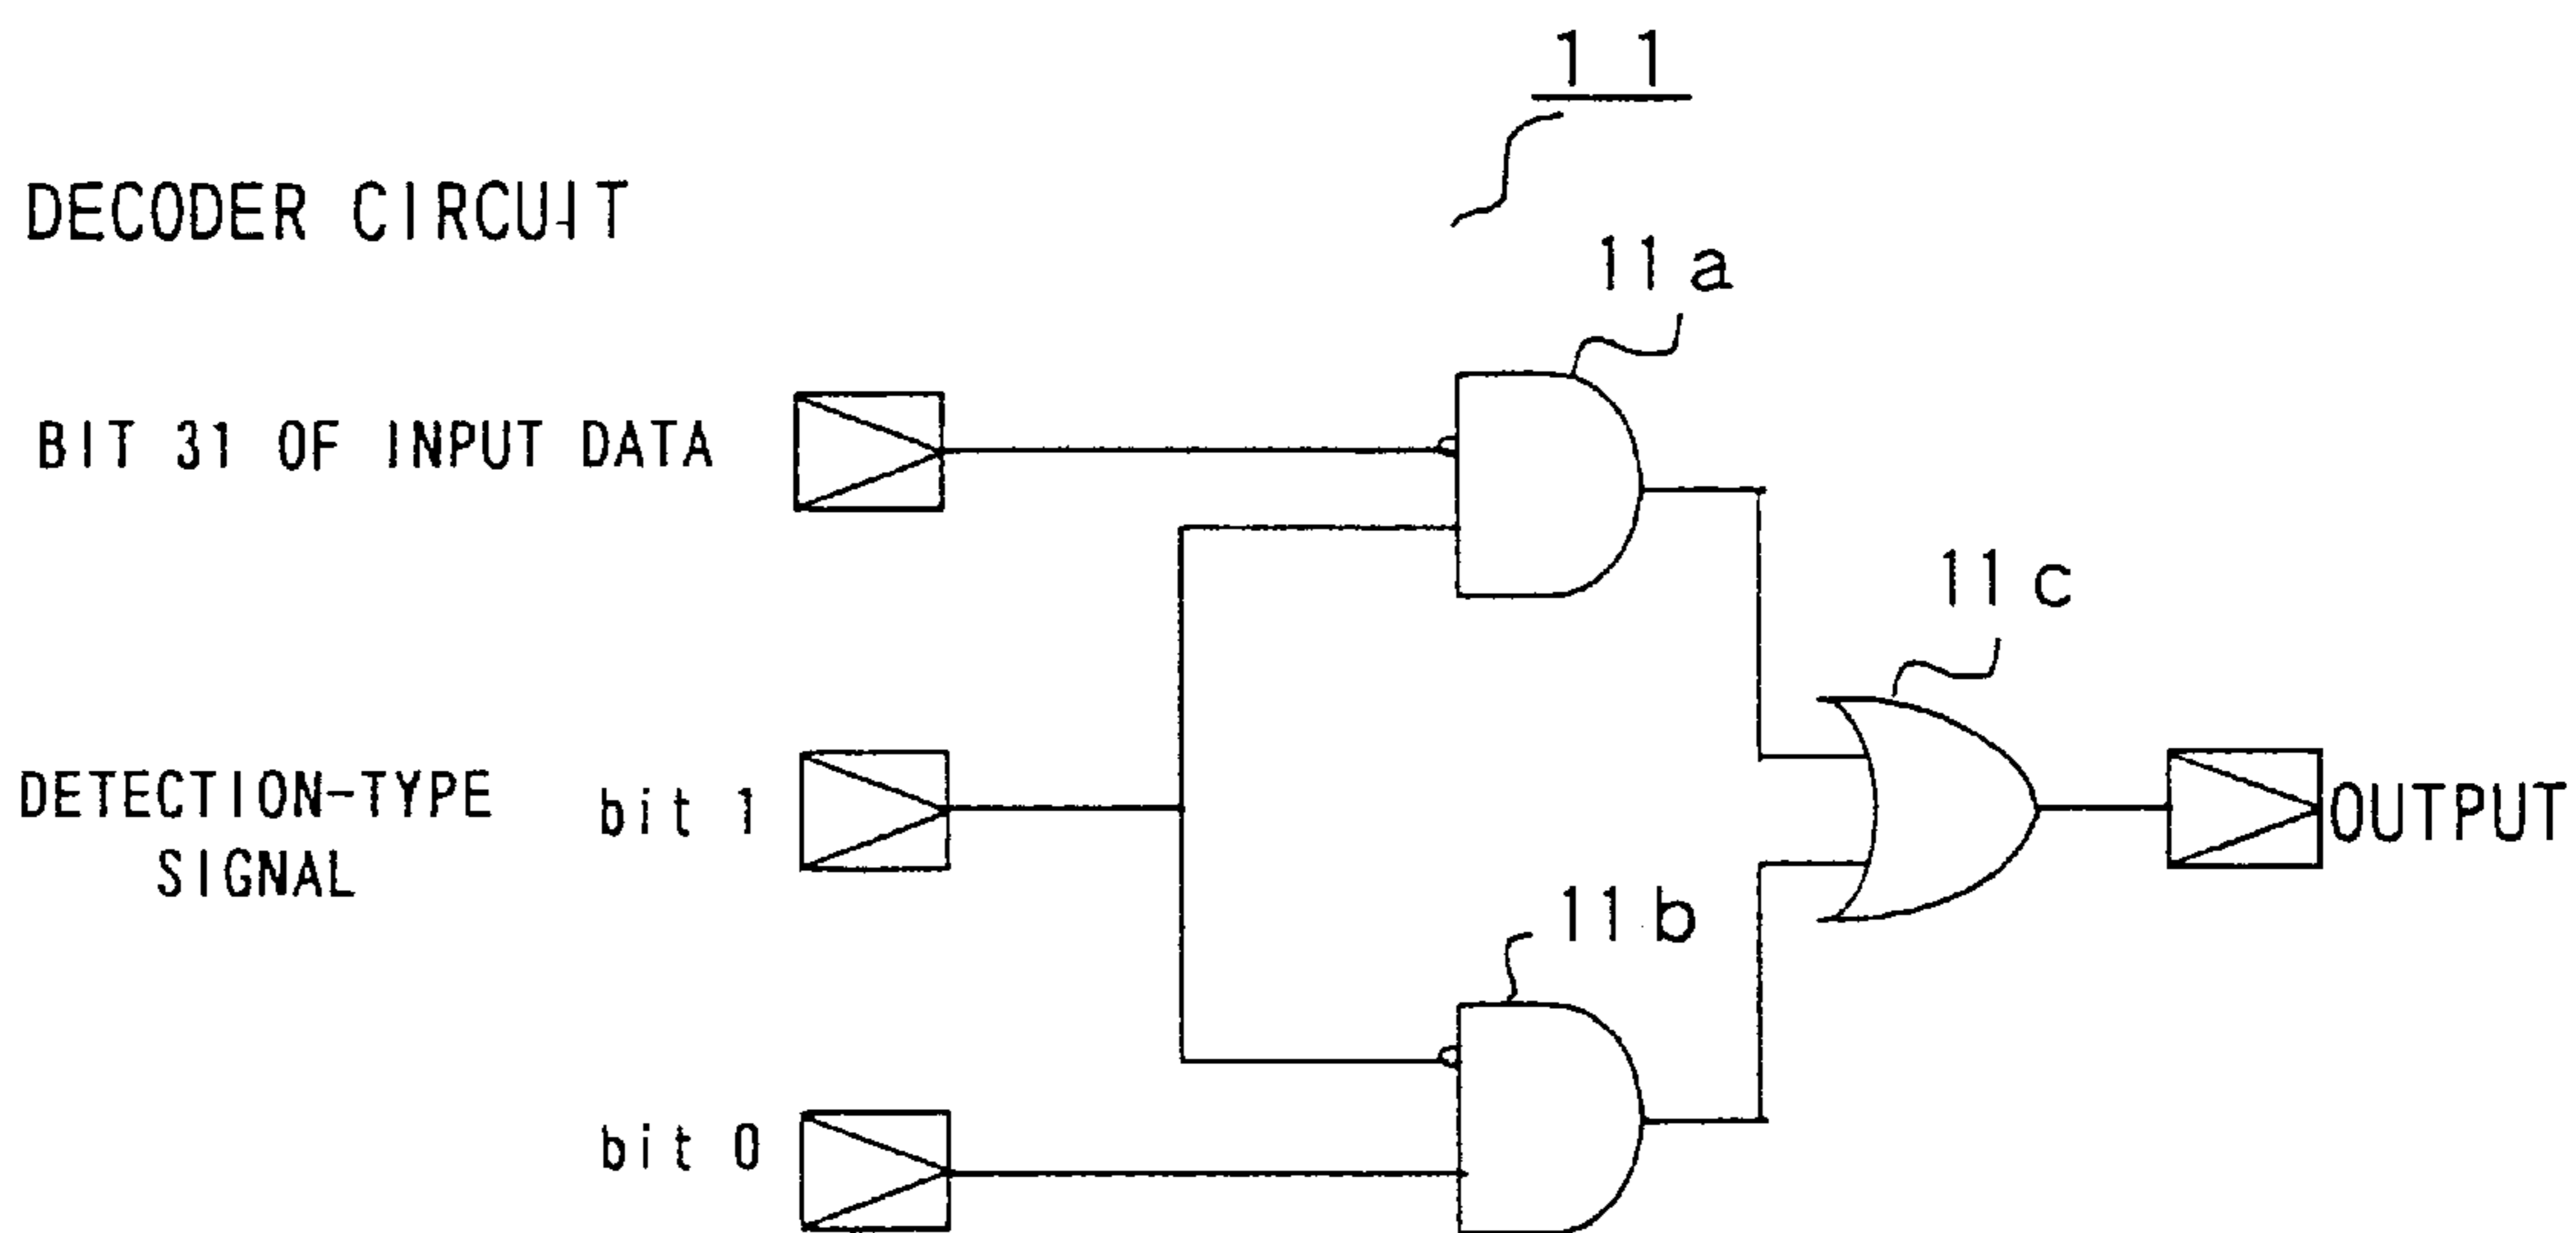 11
DECODER CIRCUIT
11a
BIT 31 OF INPUT DATA
11c
DETECTION-TYPE
SIGNAL
bit 1
OUTPUT
11b
bit 0